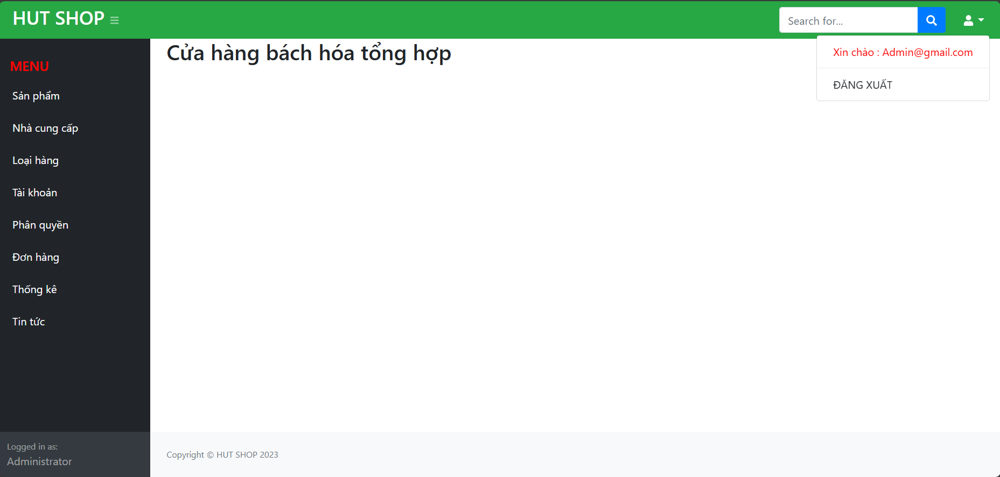 HUT SHOP
Search for...
Xin chào : Admin@gmail.com
ĐĂNG XUẤT
MENU
Sản phẩm
Nhà cung cấp
Loại hàng
Tài khoản
Phân quyền
Đơn hàng
Thống kê
Tin tức
Logged in as:
Administrator
Cửa hàng bách hóa tổng hợp
Copyright © HUT SHOP 2023